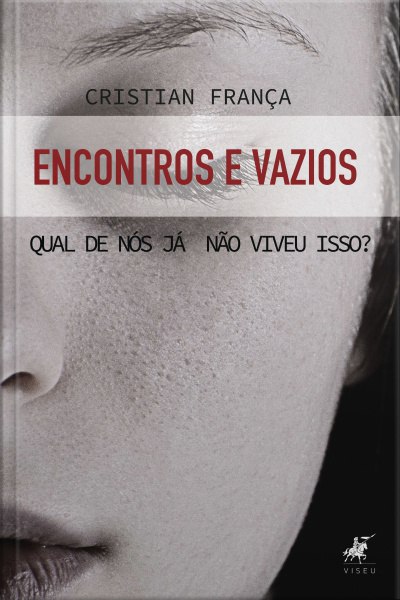 CRISTIAN FRANÇA
ENCONTROS E VAZIOS
QUAL DE NÓS JÁ NÃO VIVEU ISSO?
VISEU